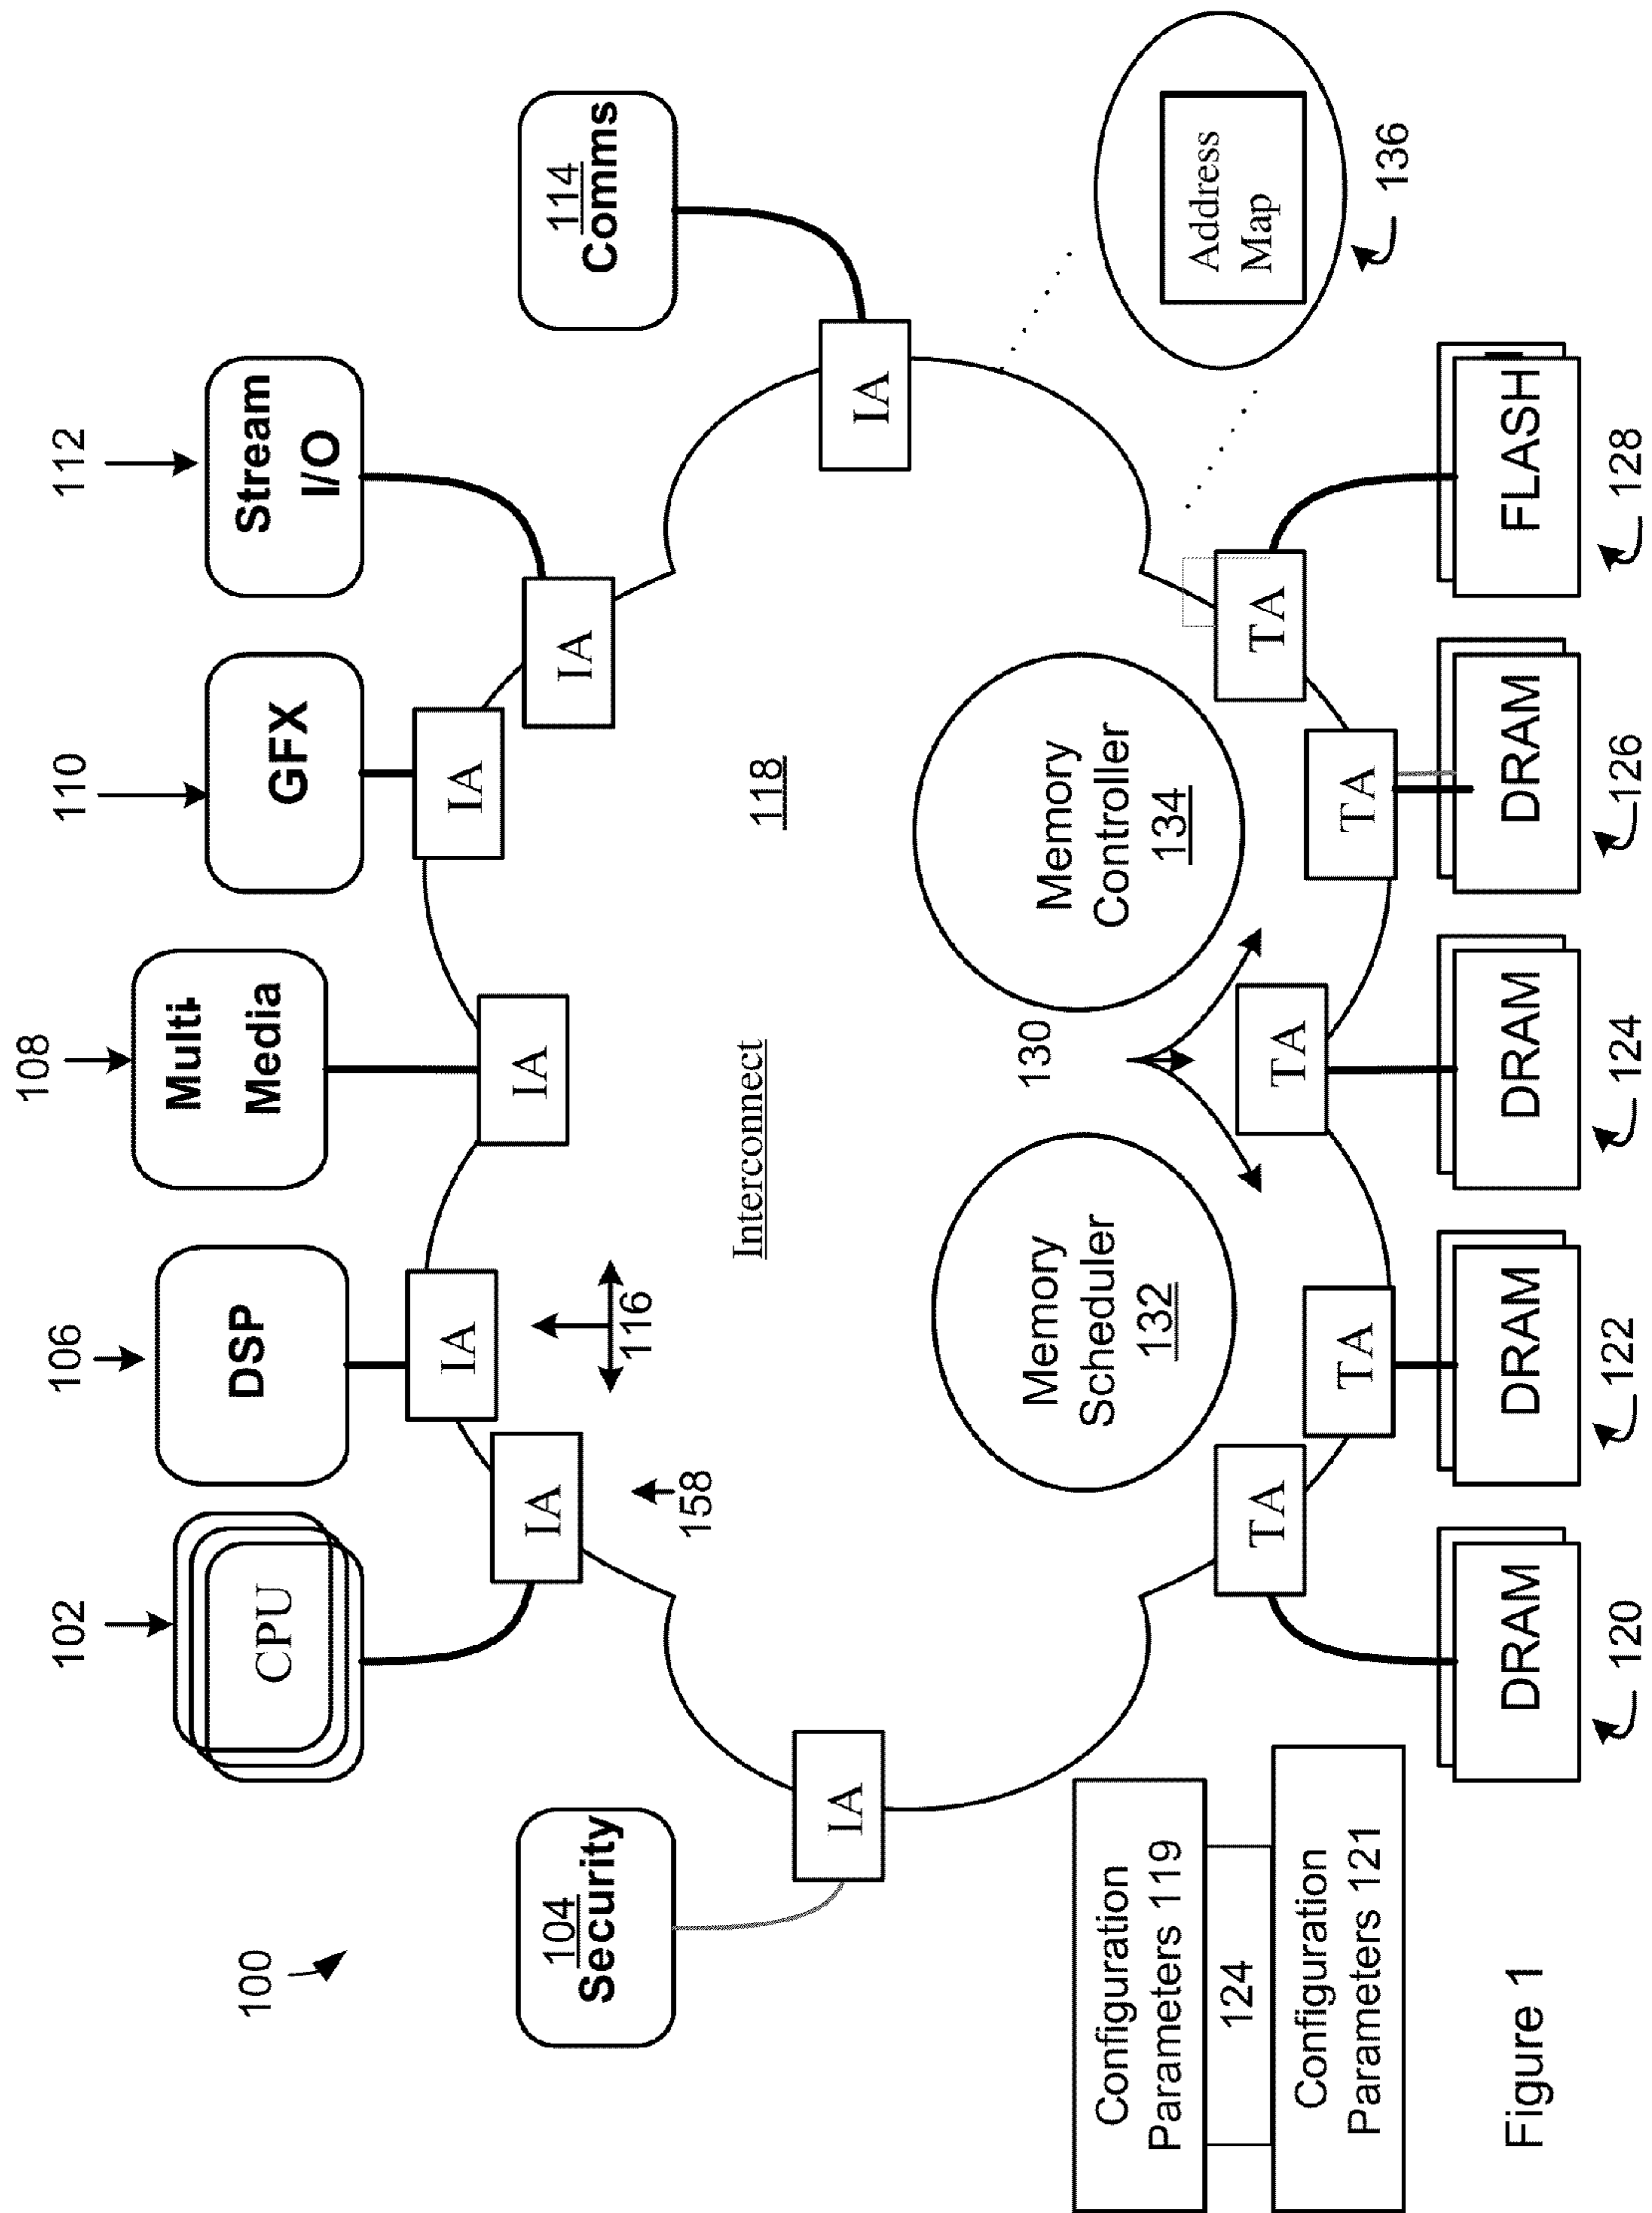 100
102
106
108
110
112
CPU
DSP
Multi-
Media
GFX
Stream
I/O
104
Security
114
Comms
IA
IA
IA
IA
IA
IA
IA
158
116
Interconnect
118
Memory
Scheduler
132
130
Memory
Controller
134
Configuration
Parameters 119
124
Configuration
Parameters 121
TA
TA
TA
TA
TA
Address
Map
136
DRAM
DRAM
DRAM
DRAM
FLASH
120
122
124
126
128
Figure 1